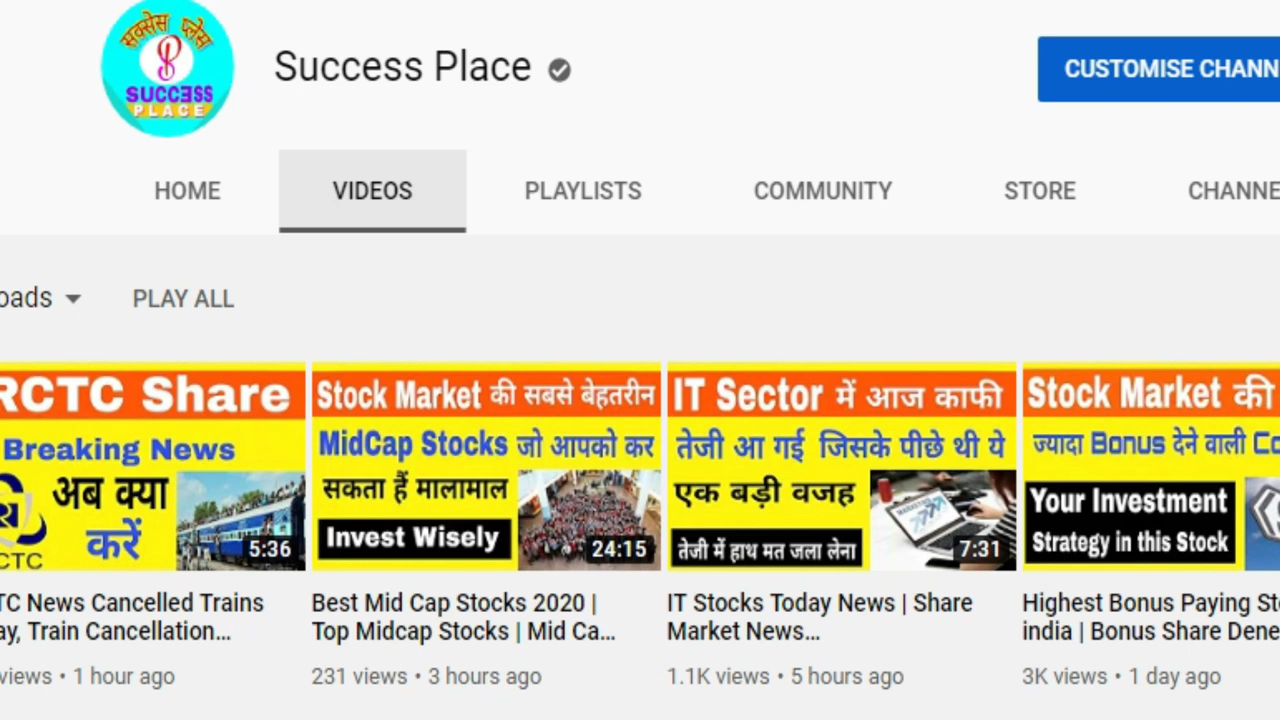 सक्सेस प्लेस
SUCCESS
PLACE
Success Place
CUSTOMISE CHANN
HOME
VIDEOS
PLAYLISTS
COMMUNITY
STORE
CHANNE
oads
PLAY ALL
RCTC Share
Breaking News
अब क्या
करें
CTC
5:36
Stock Market की सबसे बेहतरीन
MidCap Stocks जो आपको कर
सकता हैं मालामाल
Invest Wisely
24:15
IT Sector में आज काफी
तेजी आ गई जिसके पीछे थी ये
एक बड़ी वजह
तेजी में हाथ मत जला लेना
7:31
Stock Market की
ज्यादा Bonus देने वाली Co
Your Investment
Strategy in this Stock
TC News Cancelled Trains
ay, Train Cancellation...
views • 1 hour ago
Best Mid Cap Stocks 2020 |
Top Midcap Stocks | Mid Ca...
231 views • 3 hours ago
IT Stocks Today News | Share
Market News...
1.1K views • 5 hours ago
Highest Bonus Paying Sto
india | Bonus Share Dene
3K views • 1 day ago